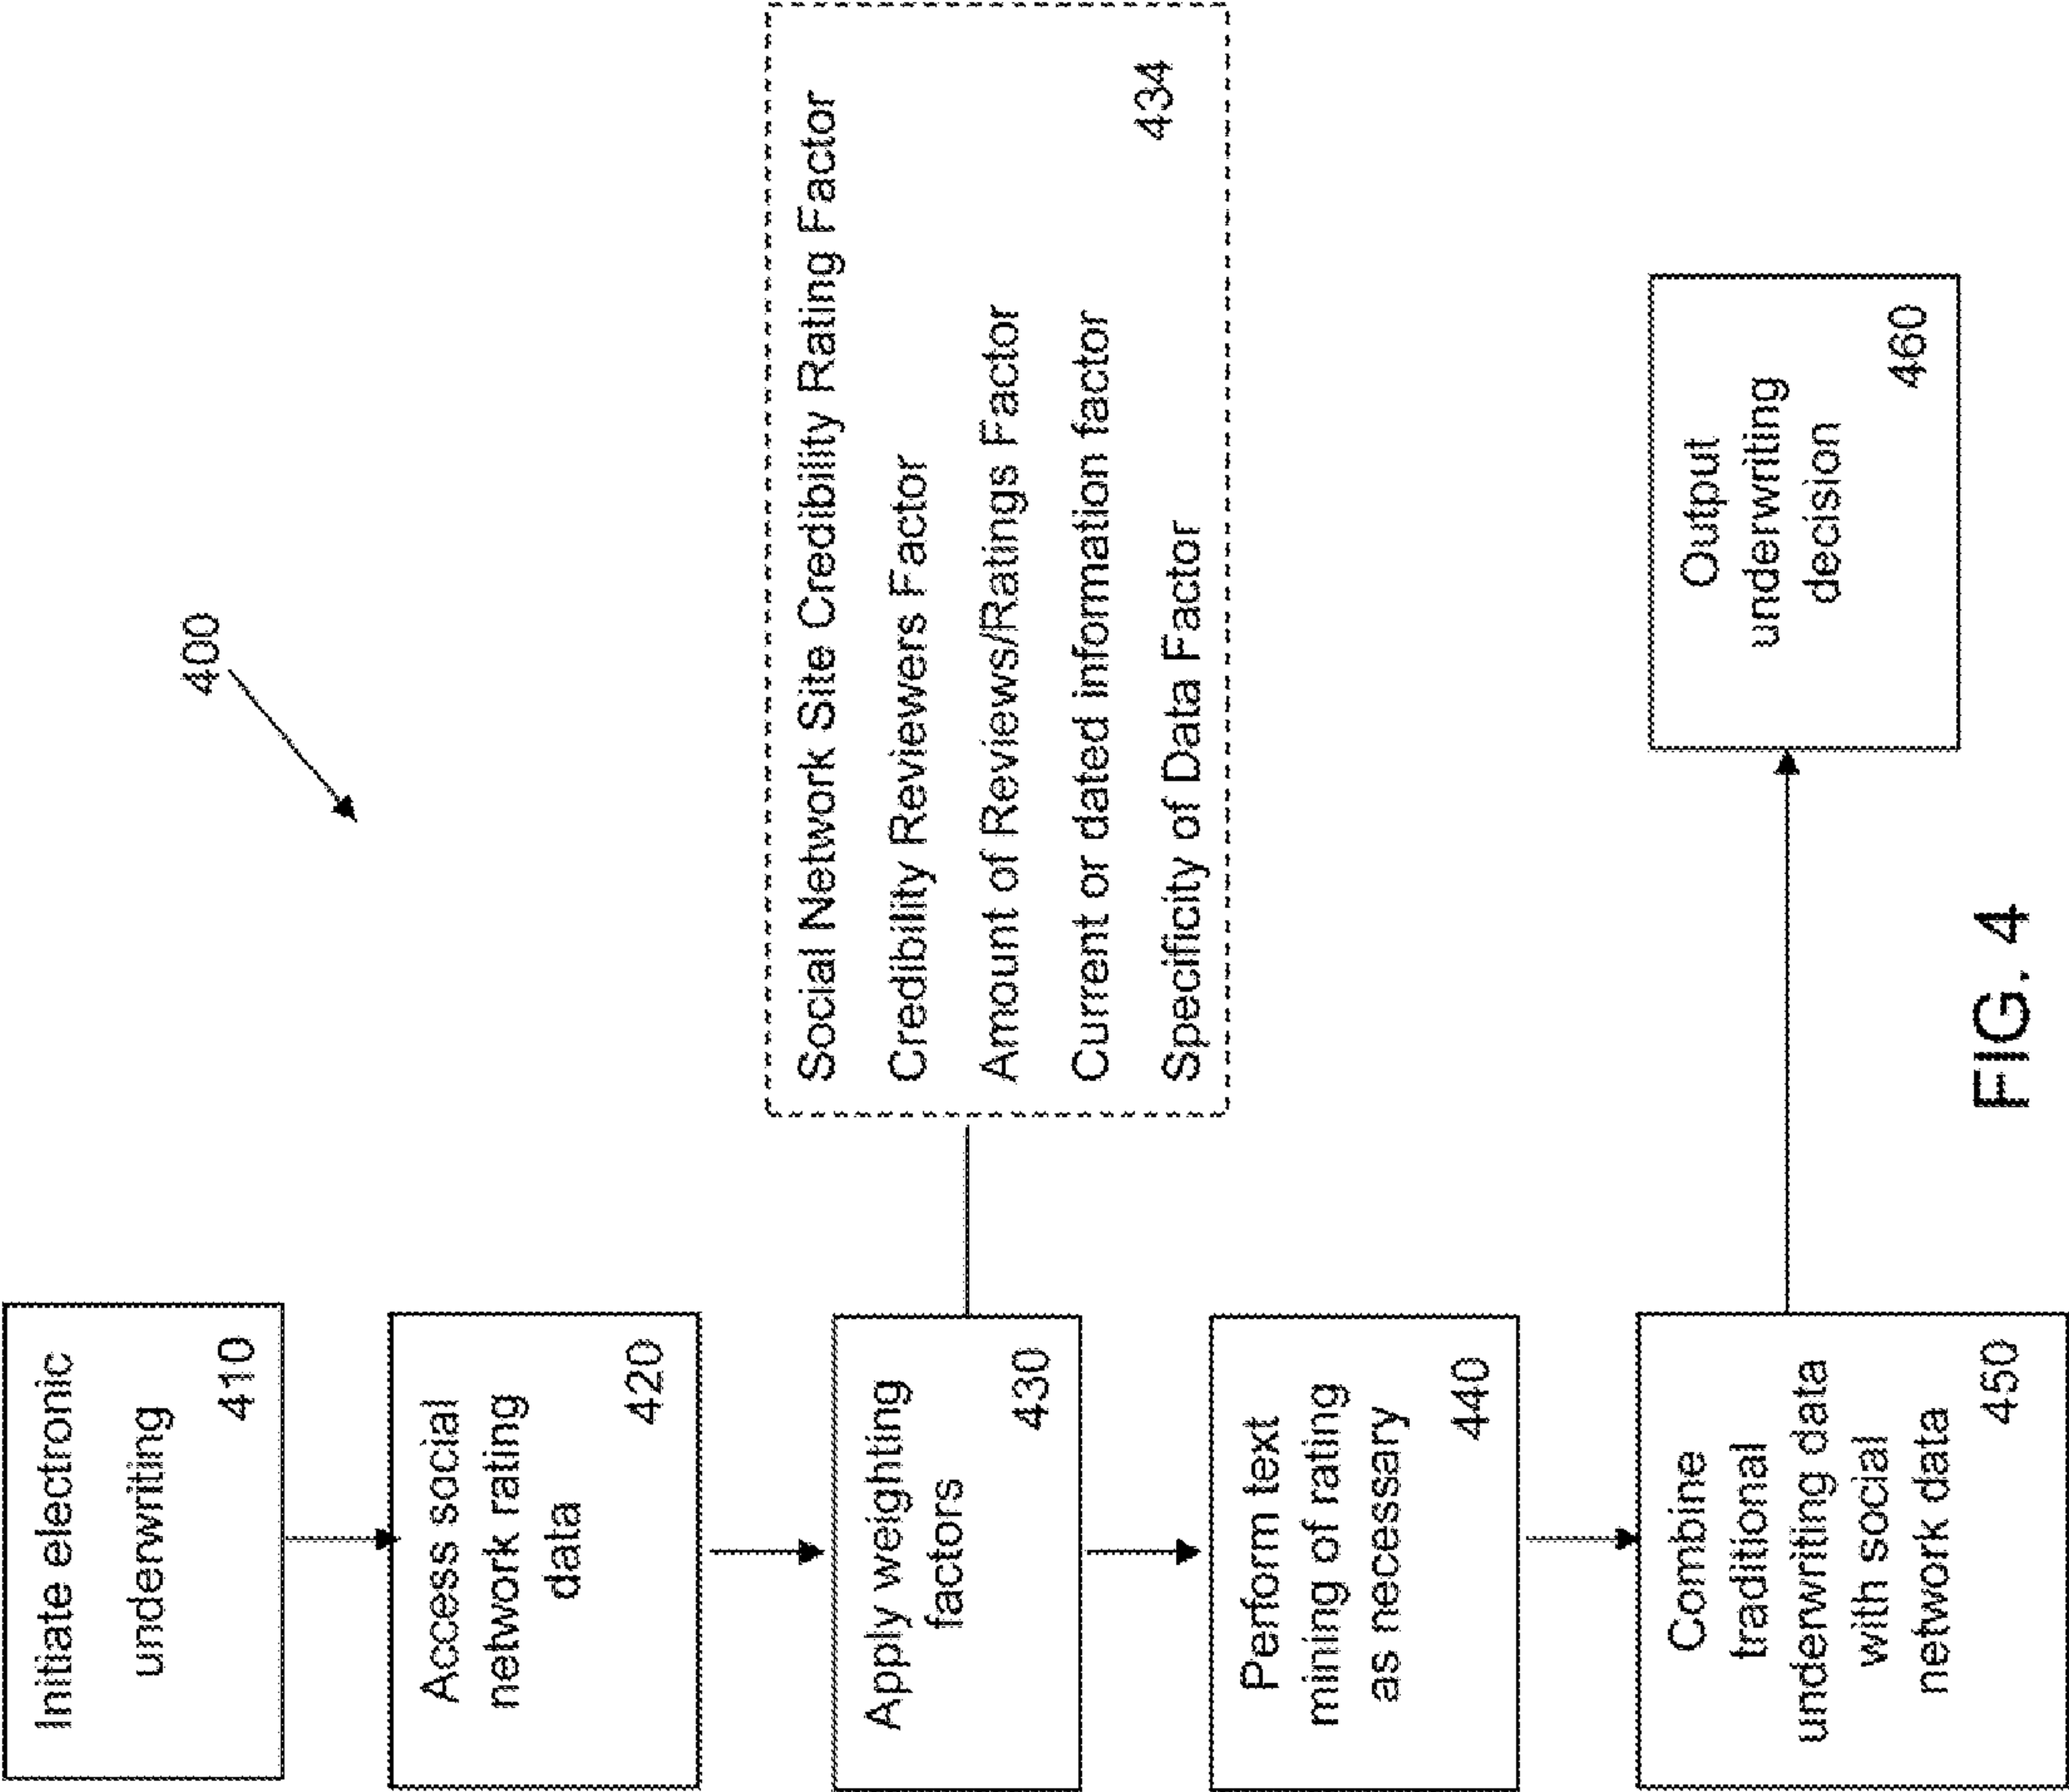 400
Initiate electronic
underwriting
410
Access social
network rating
data
420
Apply weighting
factors
430
Social Network Site Credibility Rating Factor
Credibility Reviewers Factor
Amount of Reviews/Ratings Factor
Current or dated information factor
Specificity of Data Factor
434
Perform text
mining of rating
as necessary
440
Combine
traditional
underwriting data
with social
network data
450
Output
underwriting
decision
460
FIG. 4